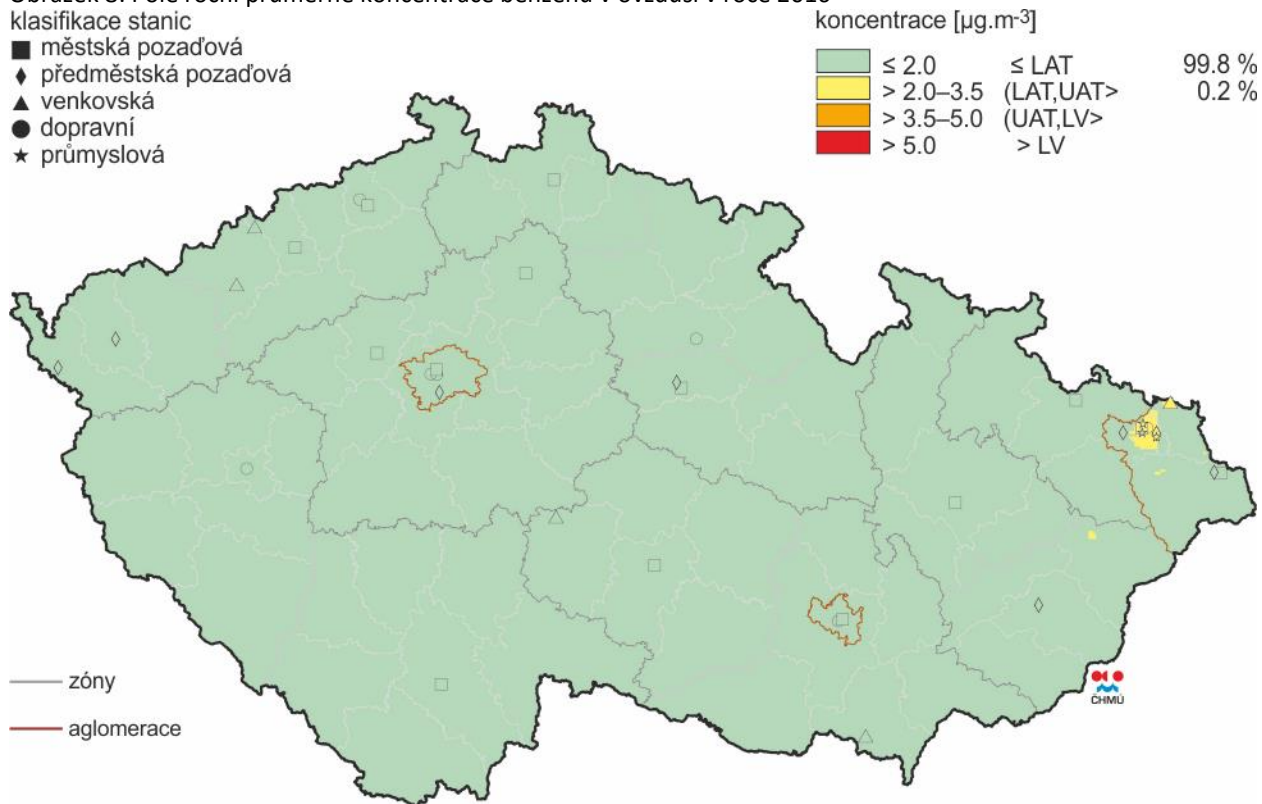 klasifikace stanic
městská pozaďová
předměstská pozaďová
venkovská
dopravní
průmyslová
koncentrace [µg.m-3]
≤ 2.0 ≤ LAT 99.8 %
> 2.0–3.5 (LAT,UAT> 0.2 %
> 3.5–5.0 (UAT,LV>
> 5.0 > LV
zóny
aglomerace
ČHMÚ